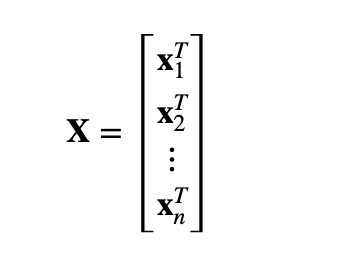 X = [ x₁ᵀ
x₂ᵀ
⋮
xₙᵀ ]